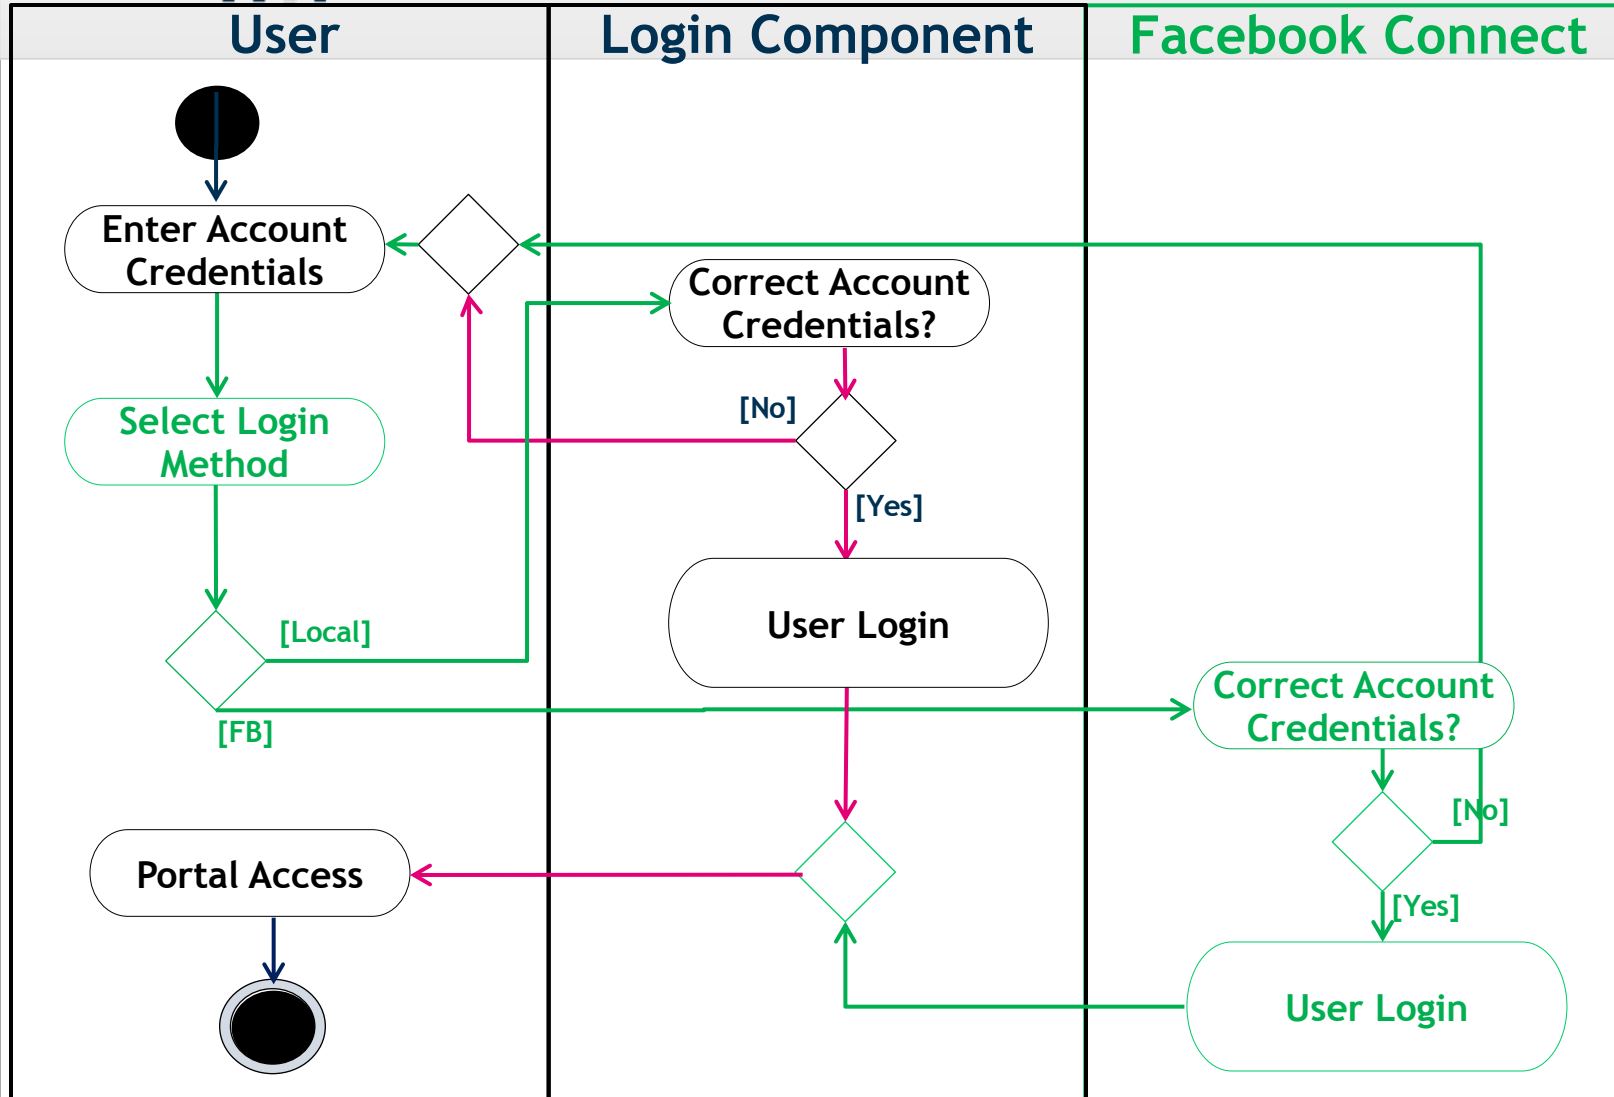 User
Login Component
Facebook Connect
Enter Account
Credentials
Correct Account
Credentials?
[No]
Select Login
Method
[Yes]
[Local]
User Login
[FB]
Correct Account
Credentials?
[No]
Portal Access
[Yes]
User Login